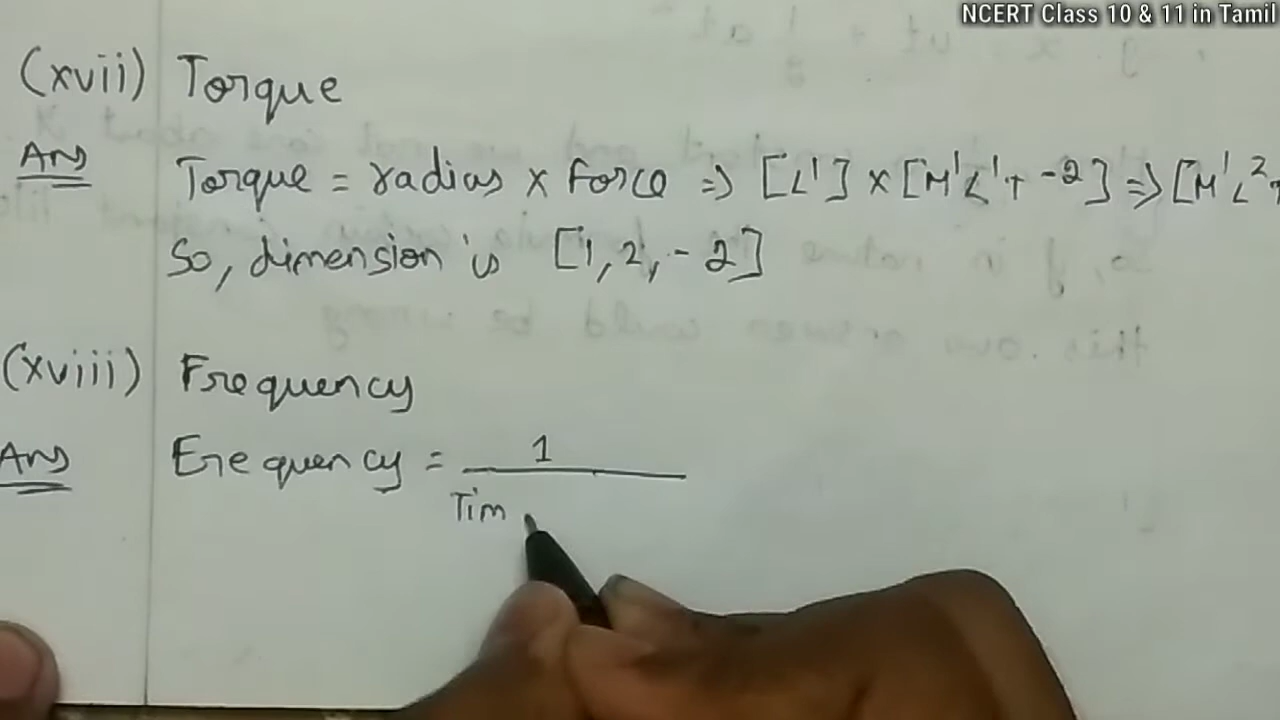 NCERT Class 10 & 11 in Tamil
(xvii) Torque
Ans Torque = radius x Force => [L¹] x [M¹L¹T -2] => [M¹L²T
So, dimension is [1, 2, - 2]
(xviii) Frequency
Ans Frequency = 1
Tim